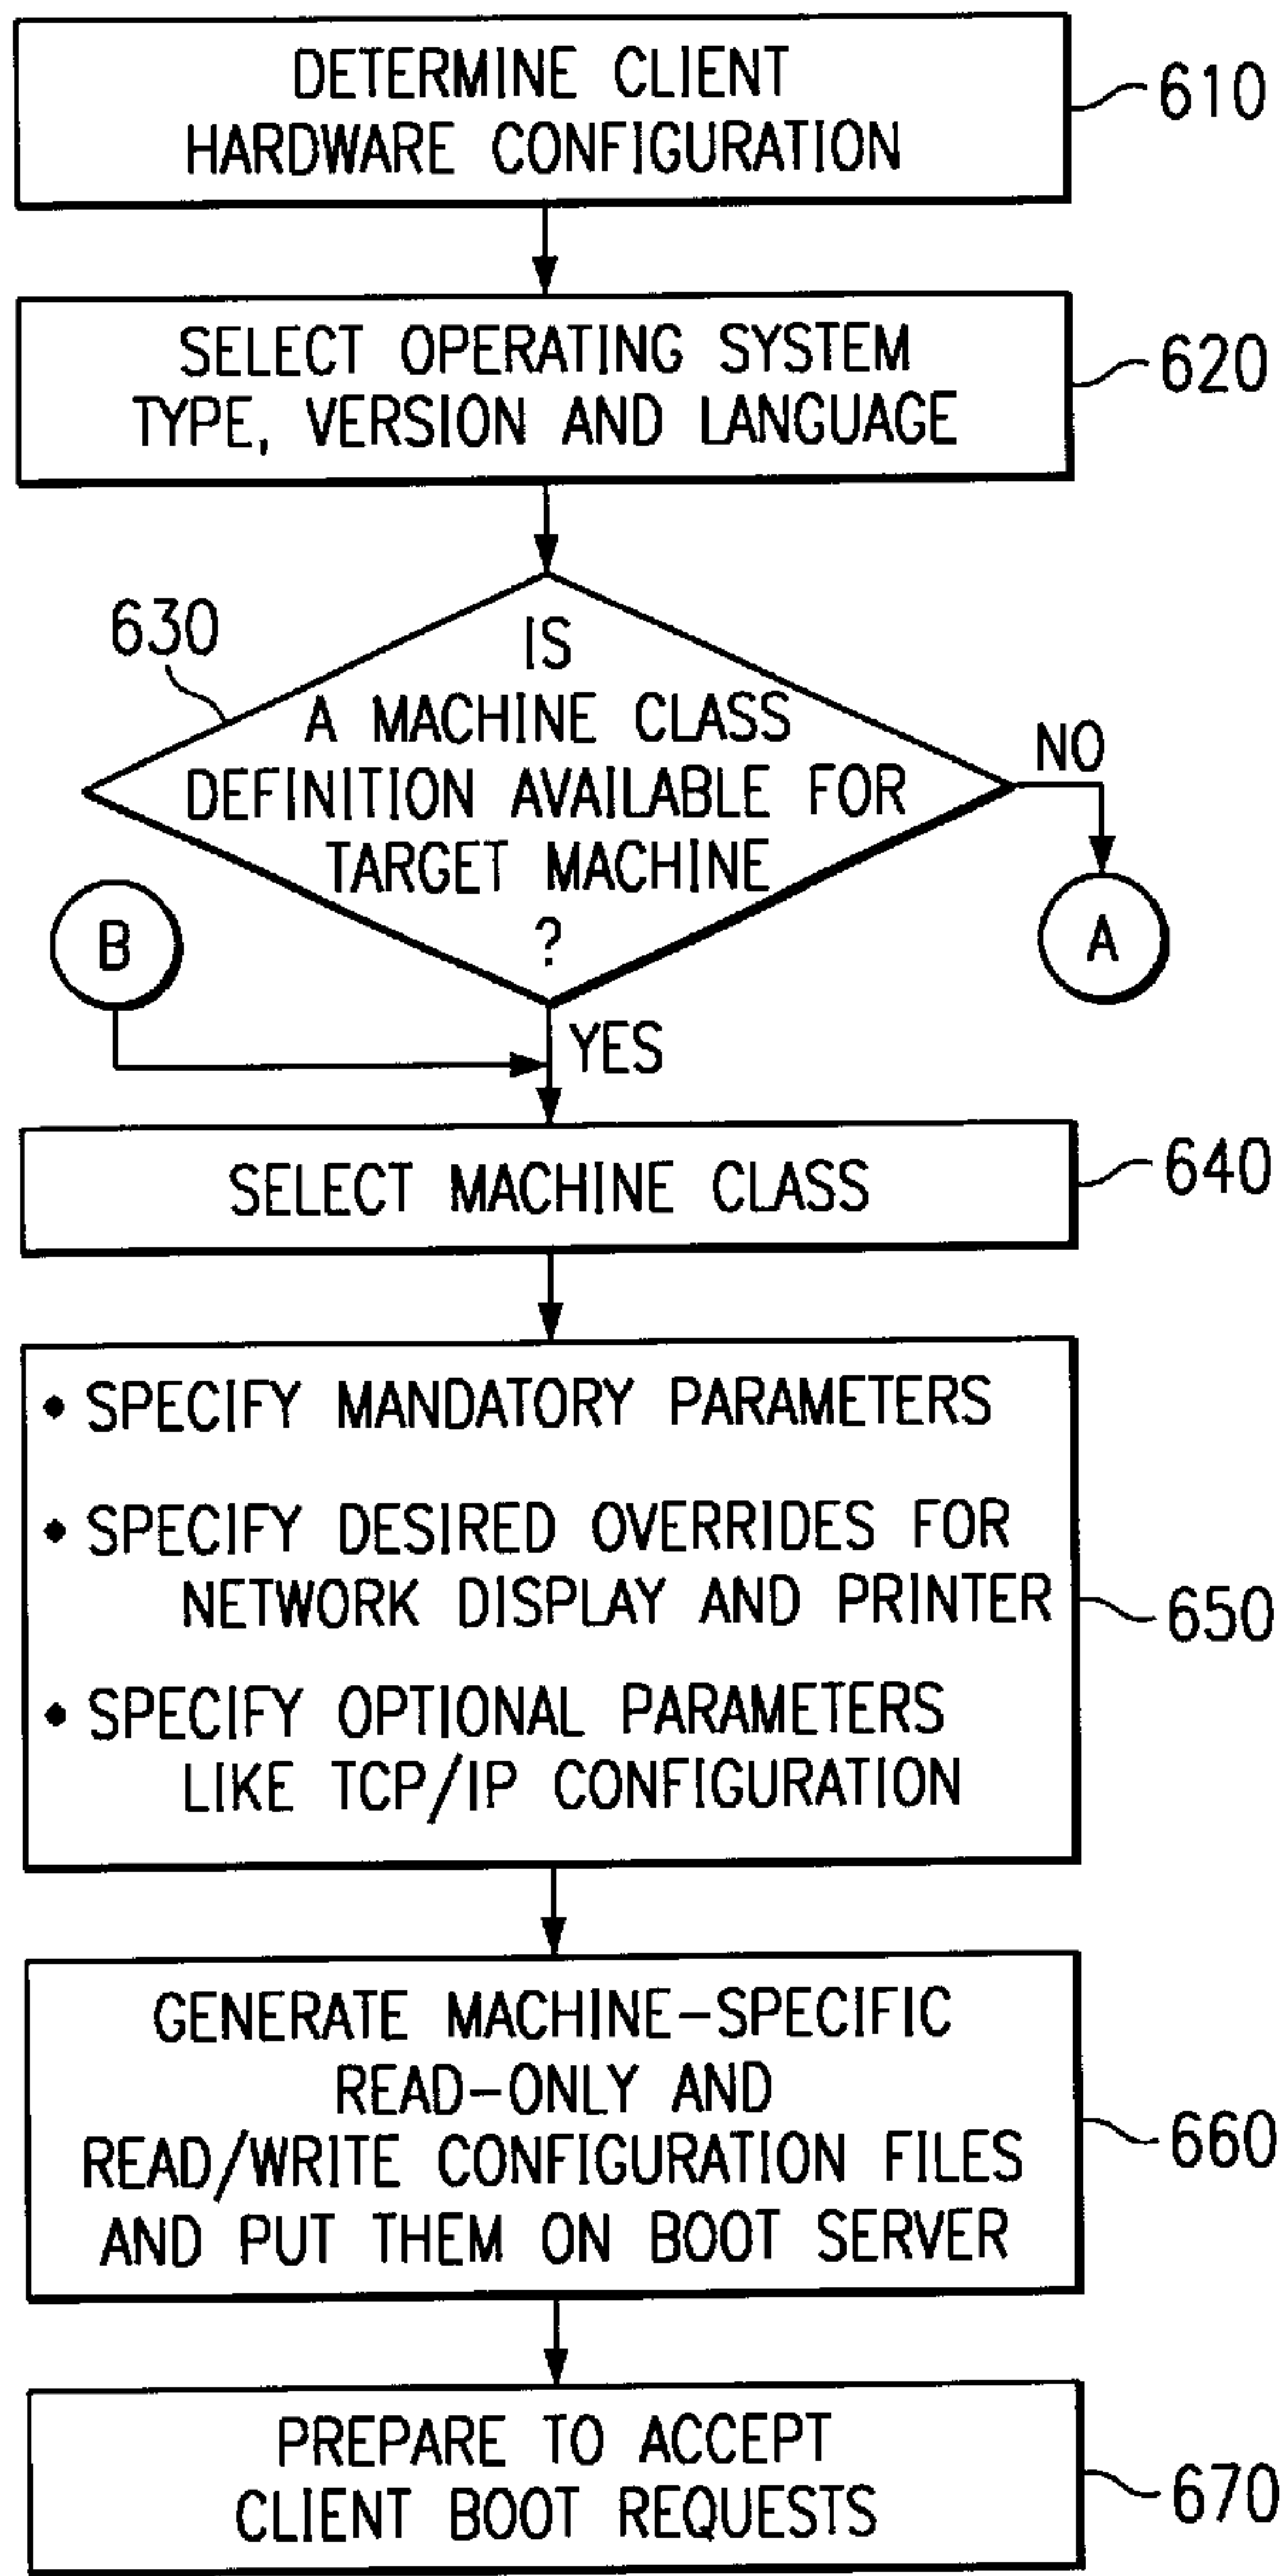 DETERMINE CLIENT
HARDWARE CONFIGURATION
610
SELECT OPERATING SYSTEM
TYPE, VERSION AND LANGUAGE
620
630
IS
A MACHINE CLASS
DEFINITION AVAILABLE FOR
TARGET MACHINE
?
NO
A
B
YES
SELECT MACHINE CLASS
640
• SPECIFY MANDATORY PARAMETERS
• SPECIFY DESIRED OVERRIDES FOR
NETWORK DISPLAY AND PRINTER
• SPECIFY OPTIONAL PARAMETERS
LIKE TCP/IP CONFIGURATION
650
GENERATE MACHINE-SPECIFIC
READ-ONLY AND
READ/WRITE CONFIGURATION FILES
AND PUT THEM ON BOOT SERVER
660
PREPARE TO ACCEPT
CLIENT BOOT REQUESTS
670